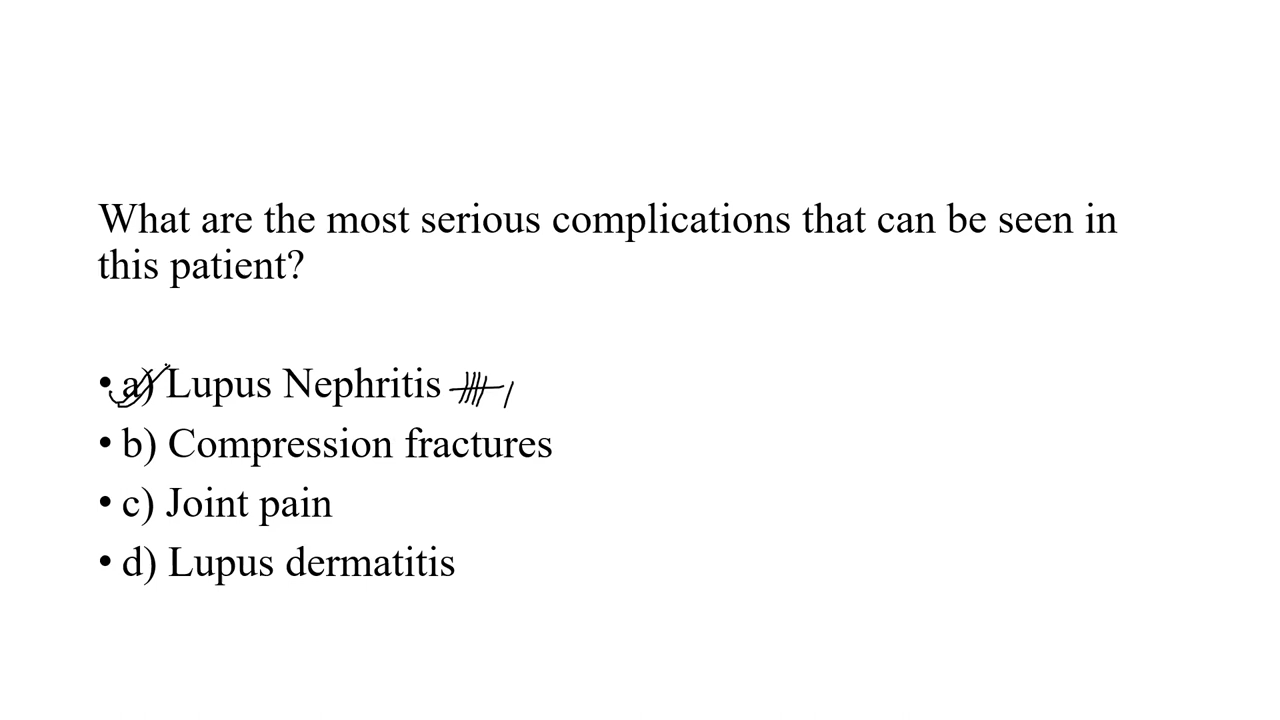 What are the most serious complications that can be seen in
this patient?
• a) Lupus Nephritis
• b) Compression fractures
• c) Joint pain
• d) Lupus dermatitis